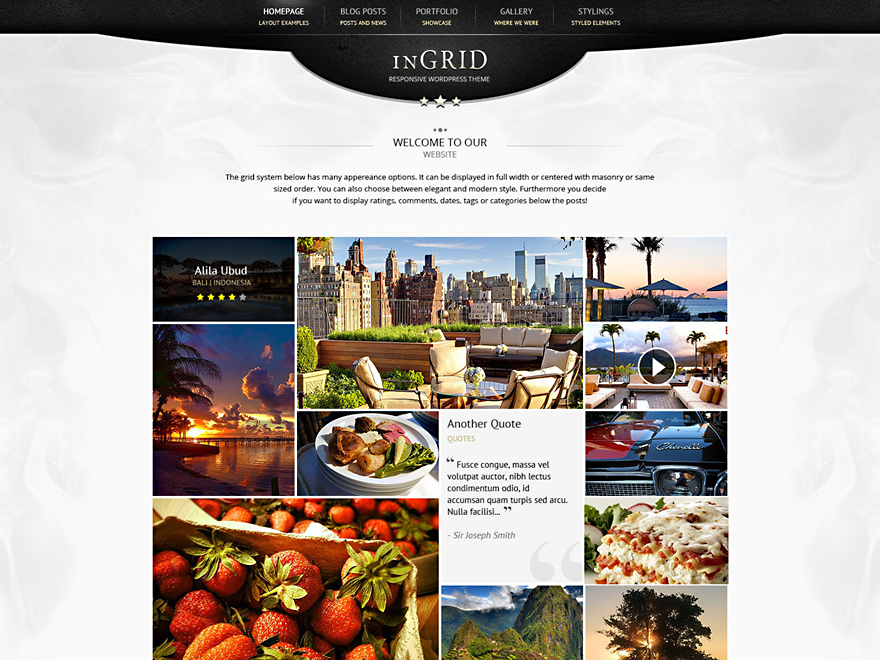 HOMEPAGE BLOG POSTS PORTFOLIO GALLERY STYLINGS
LAYOUT EXAMPLES POSTS AND NEWS SHOWCASE WHERE WE WERE STYLED ELEMENTS
INGRID
RESPONSIVE WORDPRESS THEME
WELCOME TO OUR
WEBSITE
The grid system below has many appereance options. It can be displayed in full width or centered with masonry or same
sized order. You can also choose between elegant and modern style. Furthermore you decide
if you want to display ratings, comments, dates, tags or categories below the posts!
Alila Ubud
BALI | INDONESIA
Another Quote
QUOTES
“ Fusce congue, massa vel
volutpat auctor, nibh lectus
condimentum odio, id
accumsan quam turpis sed arcu.
Nulla facilisi... ”
- Sir Joseph Smith
Chevelle